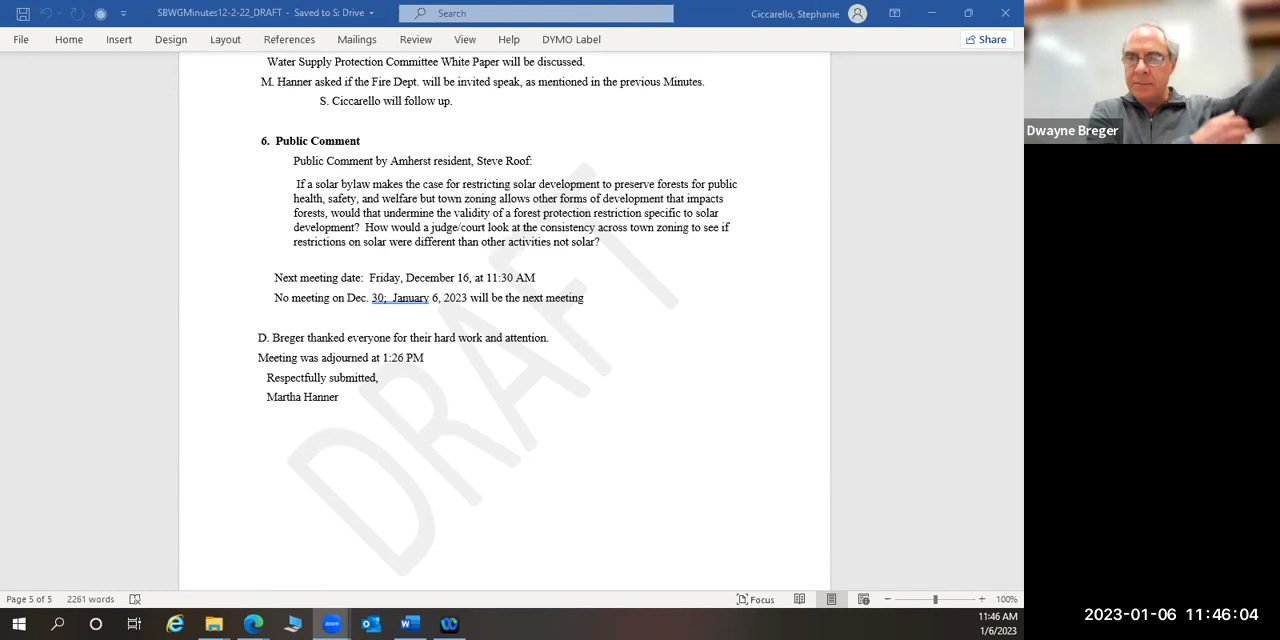 SBWGMinutes12-2-22_DRAFT - Saved to S: Drive
Search
Ciccarello, Stephanie
File Home Insert Design Layout References Mailings Review View Help DYMO Label
Share
Water Supply Protection Committee White Paper will be discussed.
M. Hanner asked if the Fire Dept. will be invited speak, as mentioned in the previous Minutes.
S. Ciccarello will follow up.
6. Public Comment
Public Comment by Amherst resident, Steve Roof:
If a solar bylaw makes the case for restricting solar development to preserve forests for public
health, safety, and welfare but town zoning allows other forms of development that impacts
forests, would that undermine the validity of a forest protection restriction specific to solar
development? How would a judge/court look at the consistency across town zoning to see if
restrictions on solar were different than other activities not solar?
Next meeting date: Friday, December 16, at 11:30 AM
No meeting on Dec. 30; January 6, 2023 will be the next meeting
D. Breger thanked everyone for their hard work and attention.
Meeting was adjourned at 1:26 PM
Respectfully submitted,
Martha Hanner
DRAFT
Page 5 of 5 2261 words
Focus
100%
zoom
11:46 AM
1/6/2023
Dwayne Breger
2023-01-06 11:46:04